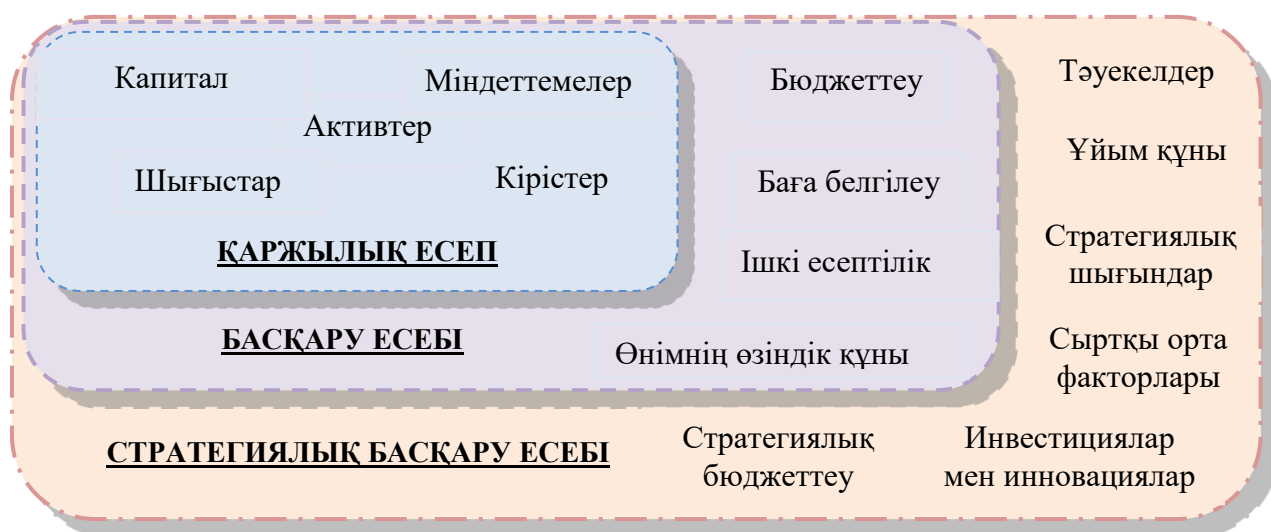 Капитал
Міндеттемелер
Активтер
Шығыстар
Кірістер
ҚАРЖЫЛЫҚ ЕСЕП
Бюджеттеу
Баға белгілеу
Ішкі есептілік
БАСҚАРУ ЕСЕБІ
Өнімнің өзіндік құны
Тәуекелдер
Ұйым құны
Стратегиялық
шығындар
Сыртқы орта
факторлары
СТРАТЕГИЯЛЫҚ БАСҚАРУ ЕСЕБІ
Стратегиялық
бюджеттеу
Инвестициялар
мен инновациялар